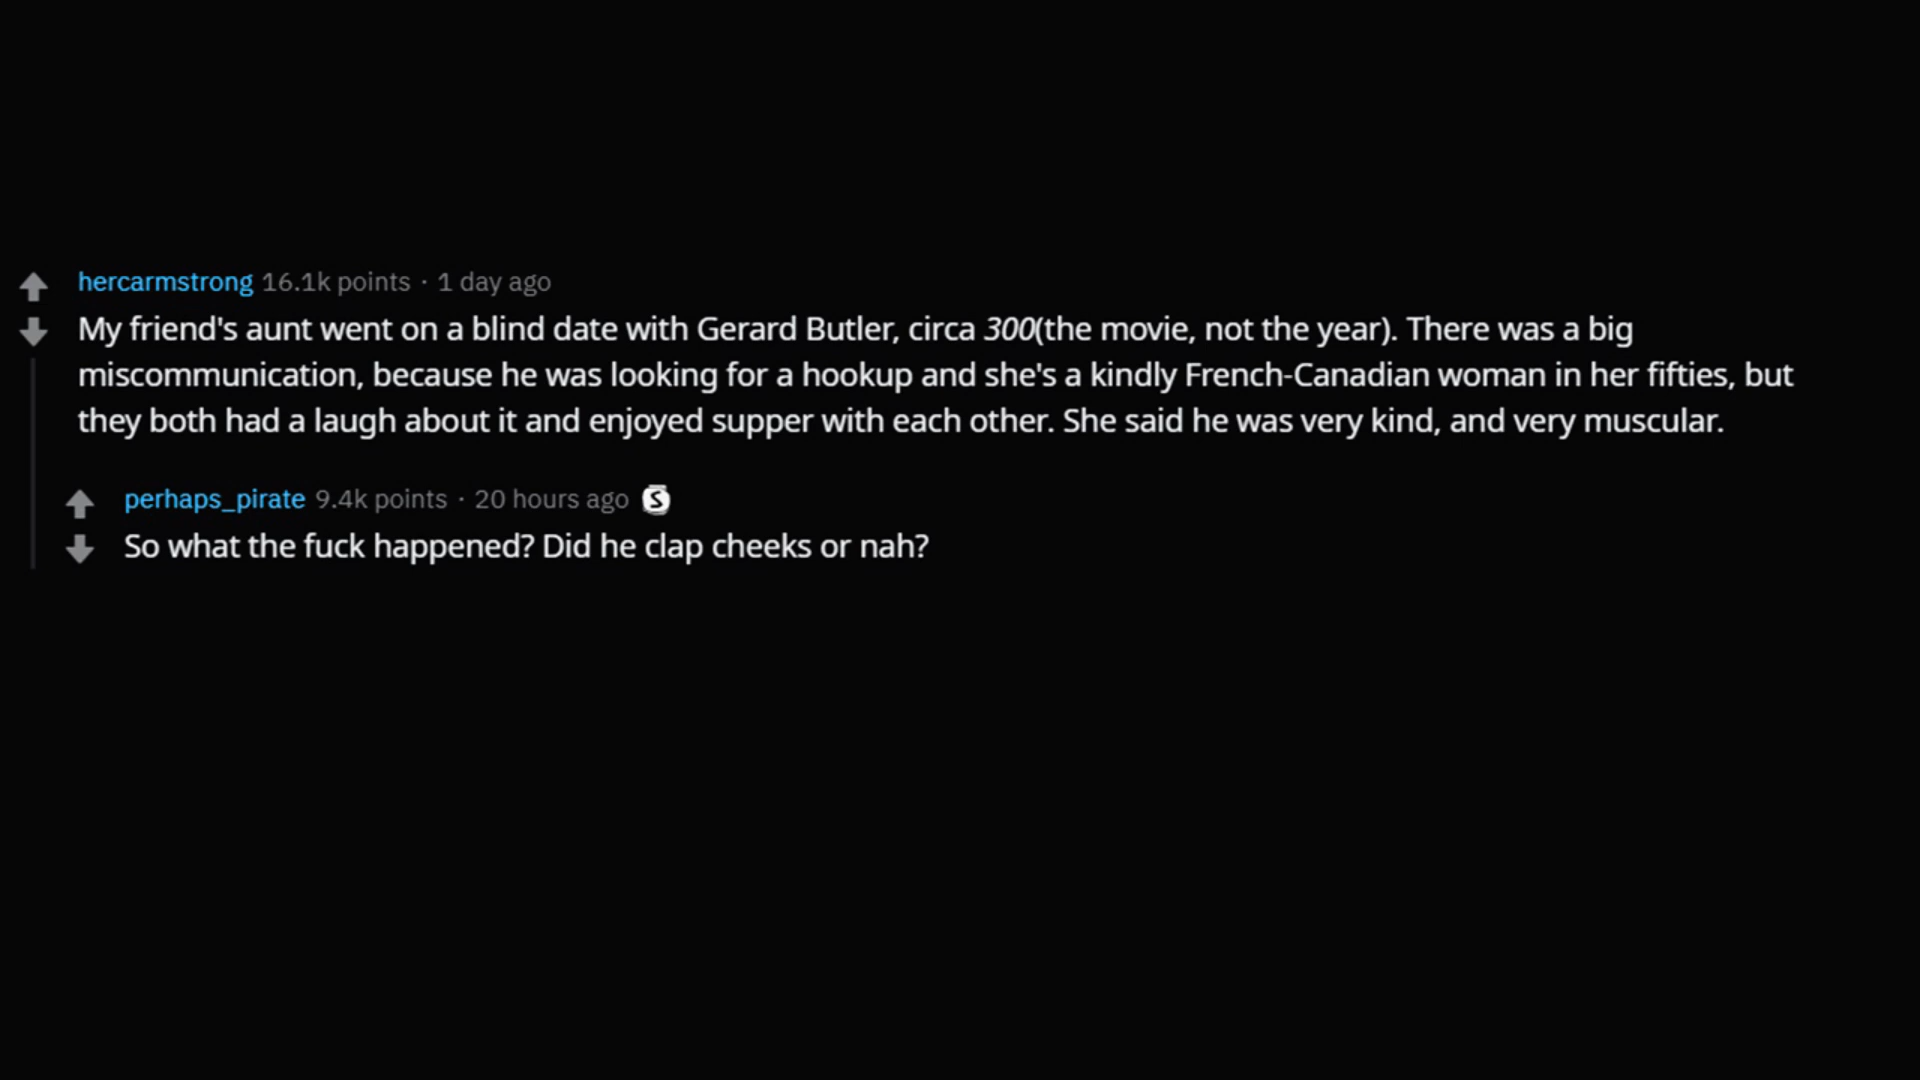 hercarmstrong 16.1k points · 1 day ago
My friend's aunt went on a blind date with Gerard Butler, circa 300(the movie, not the year). There was a big
miscommunication, because he was looking for a hookup and she's a kindly French-Canadian woman in her fifties, but
they both had a laugh about it and enjoyed supper with each other. She said he was very kind, and very muscular.
perhaps_pirate 9.4k points · 20 hours ago S
So what the fuck happened? Did he clap cheeks or nah?